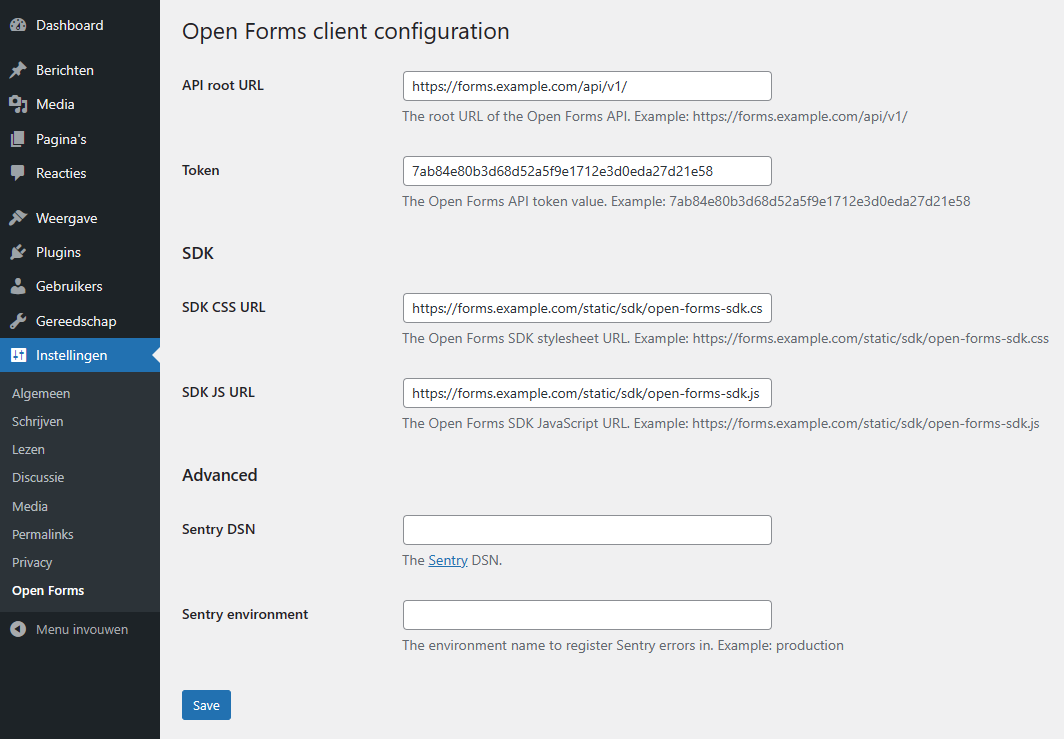 Dashboard
Berichten
Media
Pagina's
Reacties
Weergave
Plugins
Gebruikers
Gereedschap
Instellingen
Algemeen
Schrijven
Lezen
Discussie
Media
Permalinks
Privacy
Open Forms
Menu invouwen
Open Forms client configuration
API root URL
https://forms.example.com/api/v1/
The root URL of the Open Forms API. Example: https://forms.example.com/api/v1/
Token
7ab84e80b3d68d52a5f9e1712e3d0eda27d21e58
The Open Forms API token value. Example: 7ab84e80b3d68d52a5f9e1712e3d0eda27d21e58
SDK
SDK CSS URL
https://forms.example.com/static/sdk/open-forms-sdk.cs
The Open Forms SDK stylesheet URL. Example: https://forms.example.com/static/sdk/open-forms-sdk.css
SDK JS URL
https://forms.example.com/static/sdk/open-forms-sdk.js
The Open Forms SDK JavaScript URL. Example: https://forms.example.com/static/sdk/open-forms-sdk.js
Advanced
Sentry DSN
The Sentry DSN.
Sentry environment
The environment name to register Sentry errors in. Example: production
Save